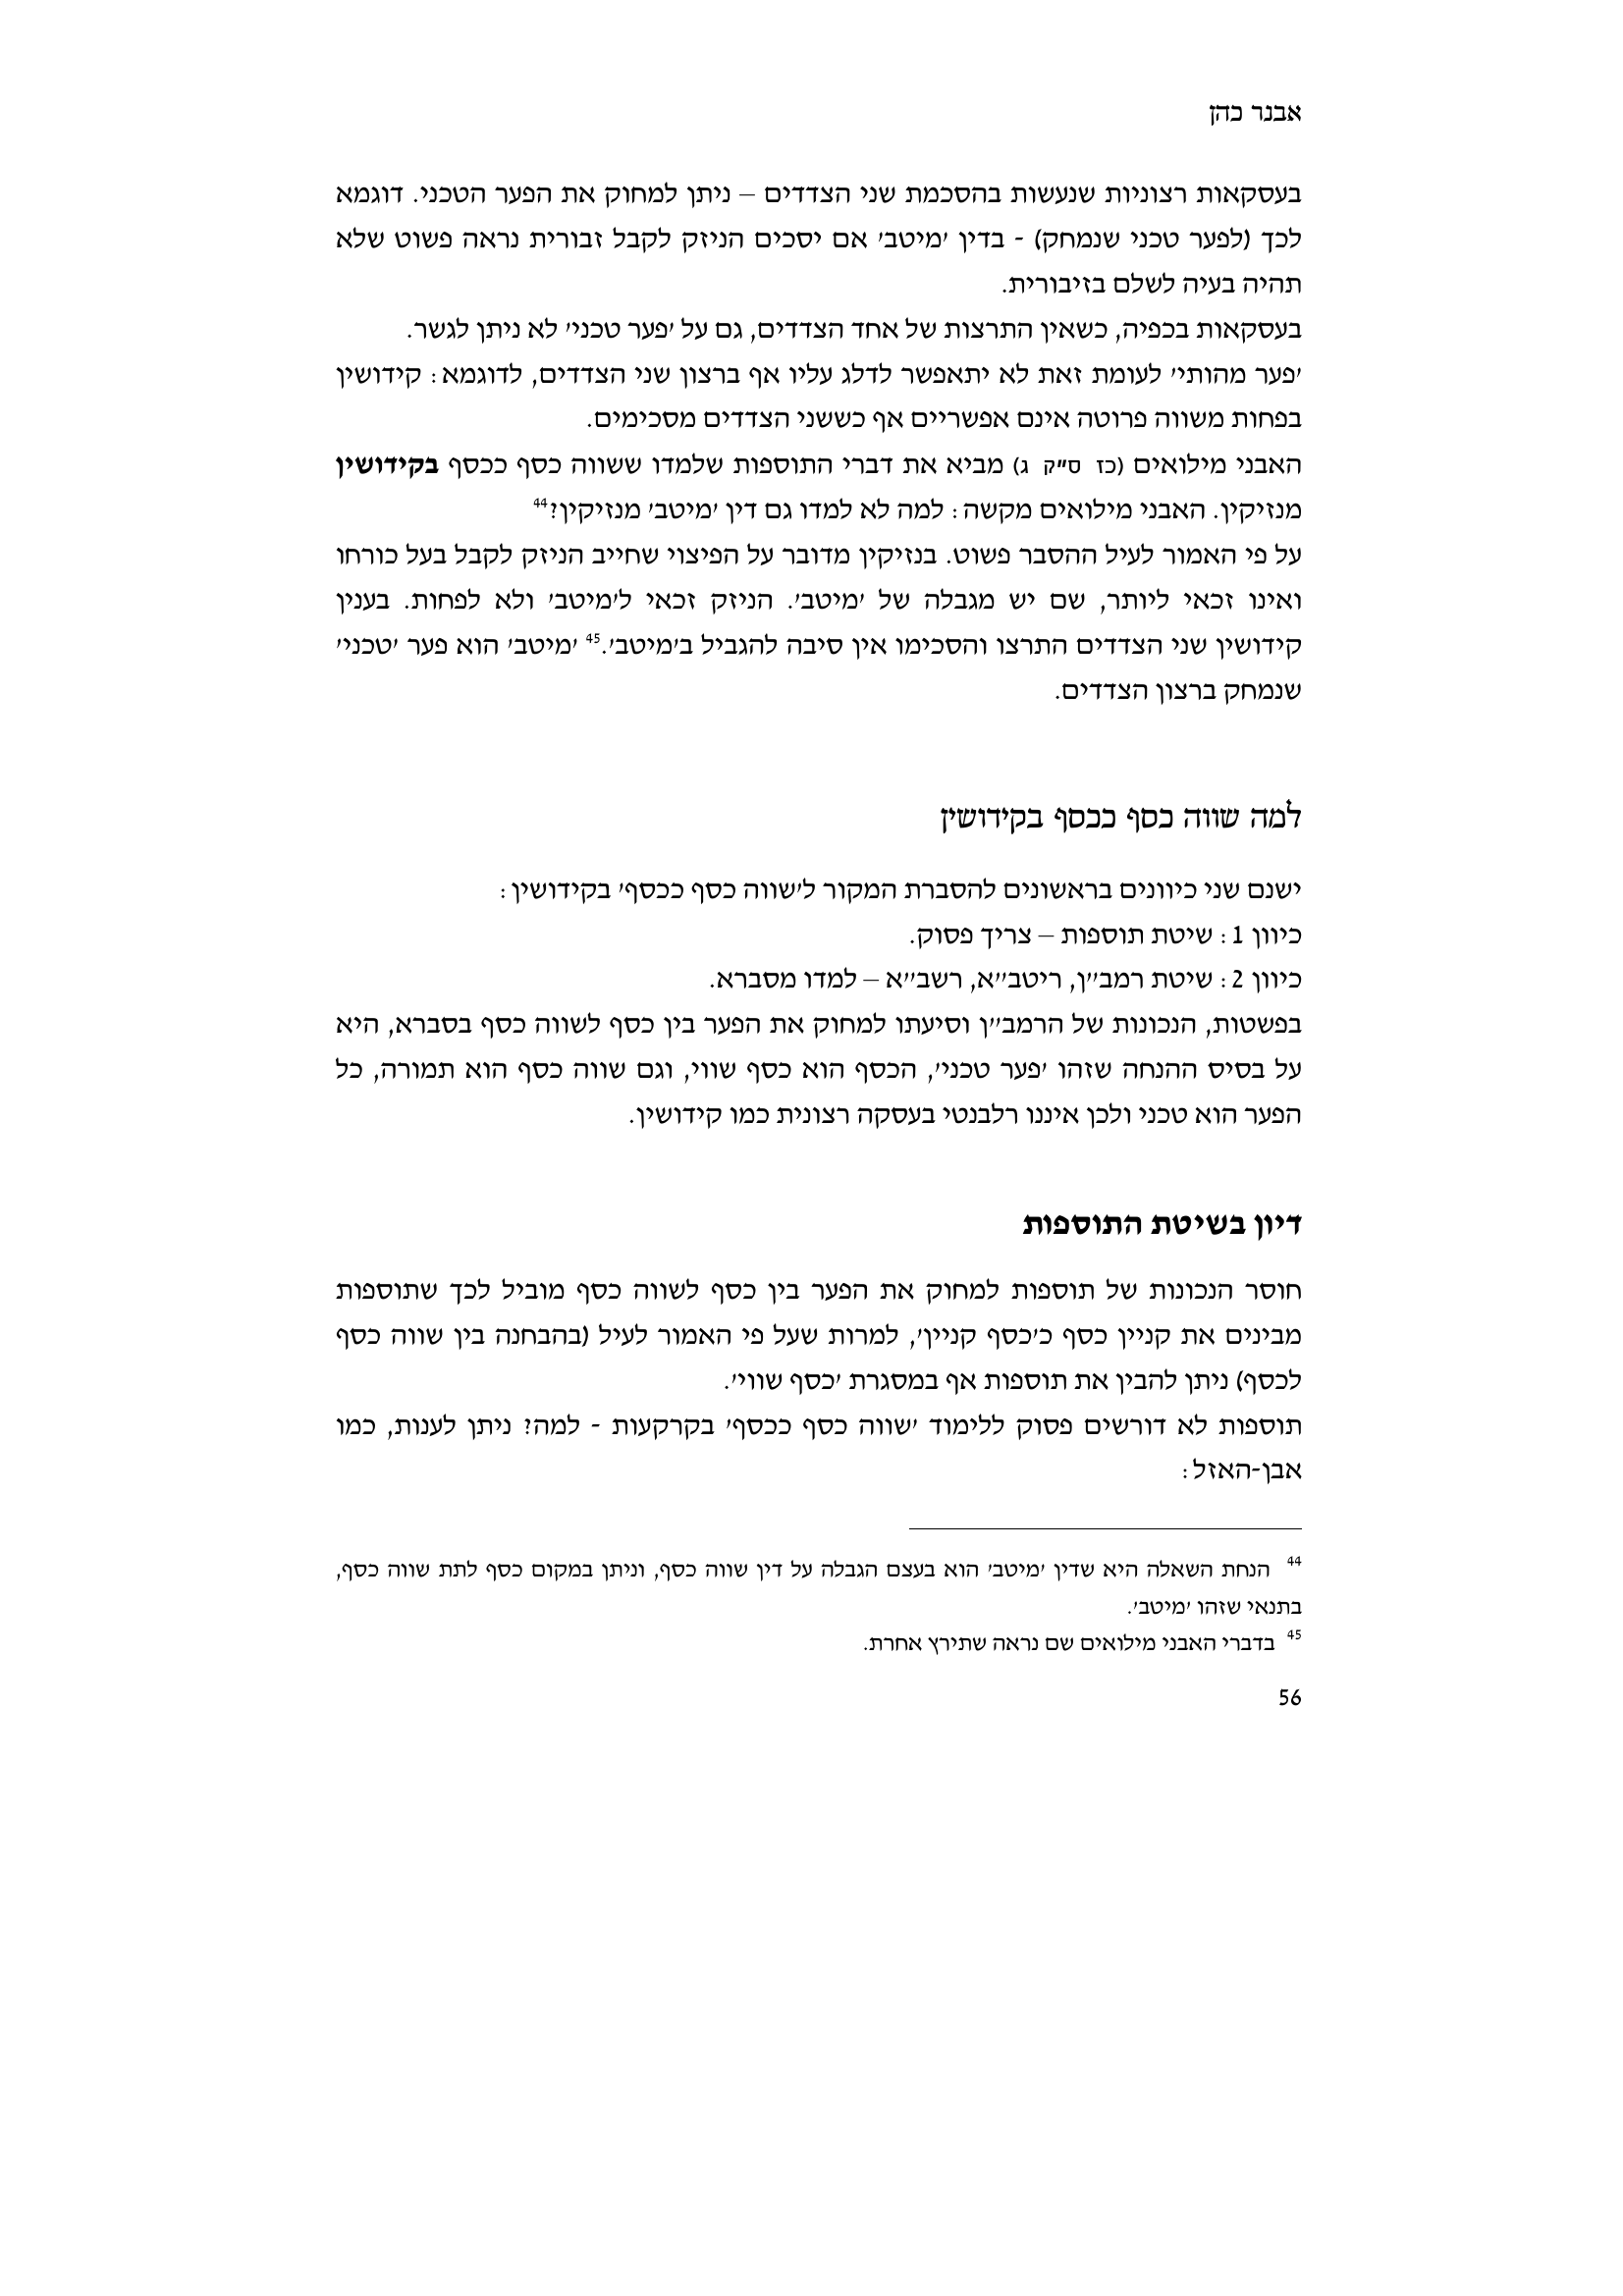 אבנר כהן
בעסקאות רצוניות שנעשות בהסכמת שני הצדדים – ניתן למחוק את הפער הטכני. דוגמא
לכך (לפער טכני שנמחק) - בדין 'מיטב' אם יסכים הניזק לקבל זבורית נראה פשוט שלא
תהיה בעיה לשלם בזיבורית.
בעסקאות בכפיה, כשאין התרצות של אחד הצדדים, גם על 'פער טכני' לא ניתן לגשר.
'פער מהותי' לעומת זאת לא יתאפשר לדלג עליו אף ברצון שני הצדדים, לדוגמא: קידושין
בפחות משווה פרוטה אינם אפשריים אף כששני הצדדים מסכימים.
האבני מילואים (כז ס"ק ג) מביא את דברי התוספות שלמדו ששווה כסף ככסף בקידושין
מנזיקין. האבני מילואים מקשה: למה לא למדו גם דין 'מיטב' מנזיקין?44
על פי האמור לעיל ההסבר פשוט. בנזיקין מדובר על הפיצוי שחייב הניזק לקבל בעל כורחו
ואינו זכאי ליותר, שם יש מגבלה של 'מיטב'. הניזק זכאי ל'מיטב' ולא לפחות. בענין
קידושין שני הצדדים התרצו והסכימו אין סיבה להגביל ב'מיטב'.45 'מיטב' הוא פער 'טכני'
שנמחק ברצון הצדדים.
למה שווה כסף ככסף בקידושין
ישנם שני כיוונים בראשונים להסברת המקור ל'שווה כסף ככסף' בקידושין:
כיוון 1: שיטת תוספות – צריך פסוק.
כיוון 2: שיטת רמב"ן, ריטב"א, רשב"א – למדו מסברא.
בפשטות, הנכונות של הרמב"ן וסיעתו למחוק את הפער בין כסף לשווה כסף בסברא, היא
על בסיס ההנחה שזהו 'פער טכני', הכסף הוא כסף שווי, וגם שווה כסף הוא תמורה, כל
הפער הוא טכני ולכן איננו רלבנטי בעסקה רצונית כמו קידושין.
דיון בשיטת התוספות
חוסר הנכונות של תוספות למחוק את הפער בין כסף לשווה כסף מוביל לכך שתוספות
מבינים את קניין כסף כ'כסף קניין', למרות שעל פי האמור לעיל (בהבחנה בין שווה כסף
לכסף) ניתן להבין את תוספות אף במסגרת 'כסף שווי'.
תוספות לא דורשים פסוק ללימוד 'שווה כסף ככסף' בקרקעות - למה? ניתן לענות, כמו
אבן-האזל:
44 הנחת השאלה היא שדין 'מיטב' הוא בעצם הגבלה על דין שווה כסף, וניתן במקום כסף לתת שווה כסף,
בתנאי שזהו 'מיטב'.
45 בדברי האבני מילואים שם נראה שתירץ אחרת.
56